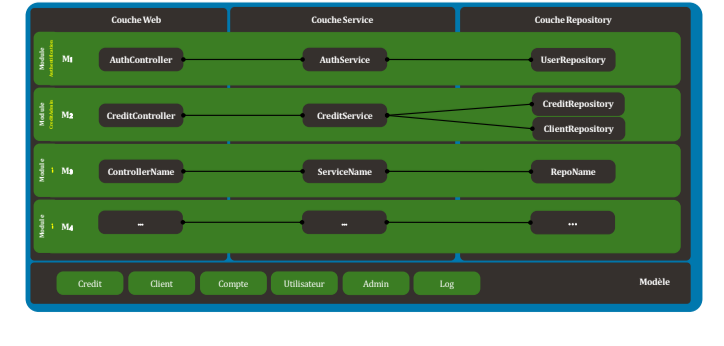 Couche Web
Couche Service
Couche Repository
Module
Authentification
M1
AuthController
AuthService
UserRepository
Module
CreditAdmin
M2
CreditController
CreditService
CreditRepository
ClientRepository
Module
M3
ControllerName
ServiceName
RepoName
Module
M4
...
...
...
Credit
Client
Compte
Utilisateur
Admin
Log
Modèle